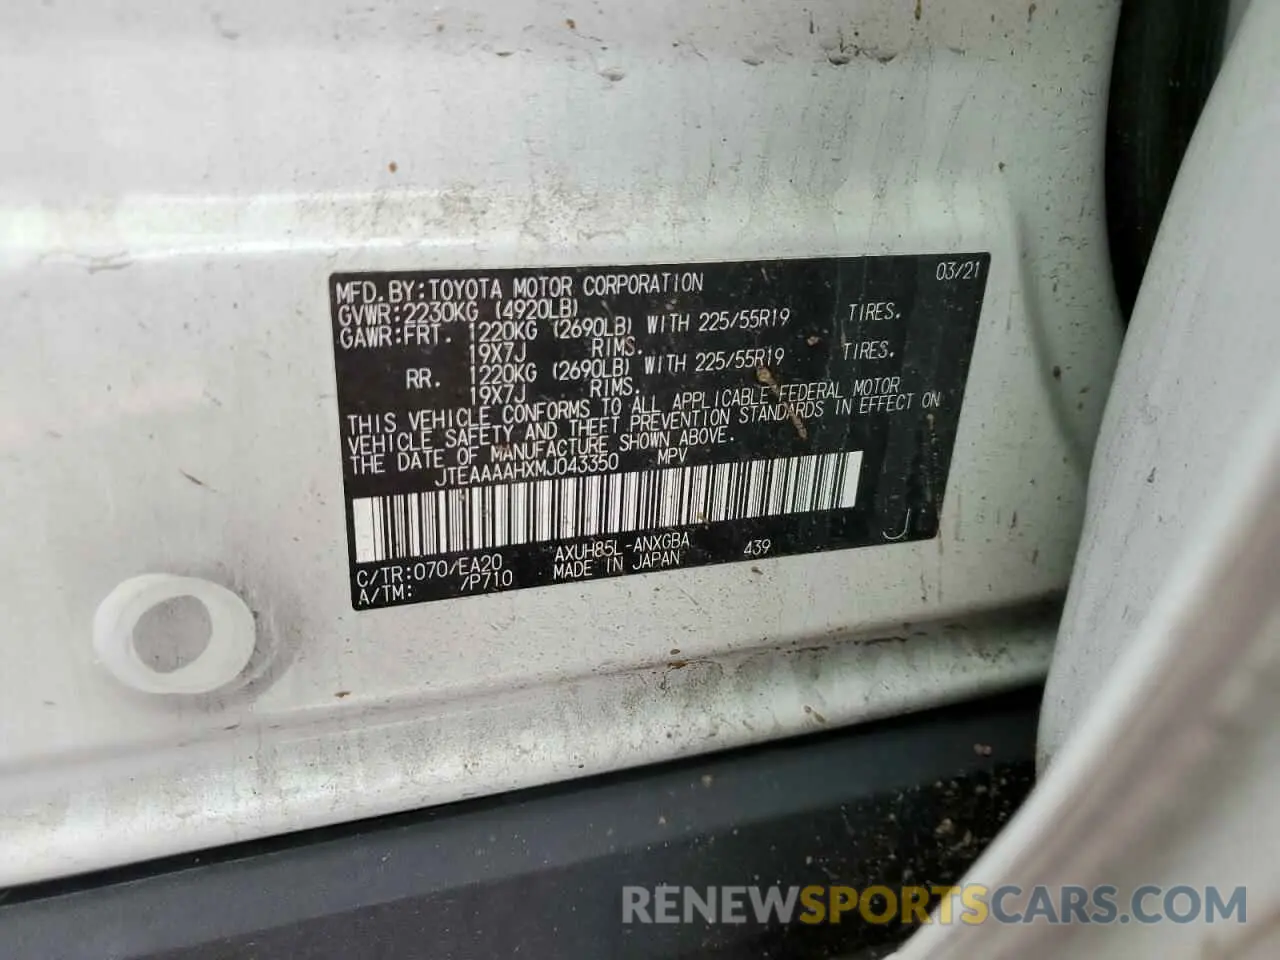 MFD. BY: TOYOTA MOTOR CORPORATION 03/21
GVWR: 2230KG (4920LB)
GAWR: FRT. 1220KG (2690LB) WITH 225/55R19 TIRES.
19X7J RIMS.
RR. 1220KG (2690LB) WITH 225/55R19 TIRES.
19X7J RIMS.
THIS VEHICLE CONFORMS TO ALL APPLICABLE FEDERAL MOTOR
VEHICLE SAFETY AND THEFT PREVENTION STANDARDS IN EFFECT ON
THE DATE OF MANUFACTURE SHOWN ABOVE.
JTEAAAAHXMJ043350 MPV
C/TR: 070/EA20 AXUH85L-ANXGBA 439 J
A/TM: /P710 MADE IN JAPAN
RENEWSPORTSCARS.COM